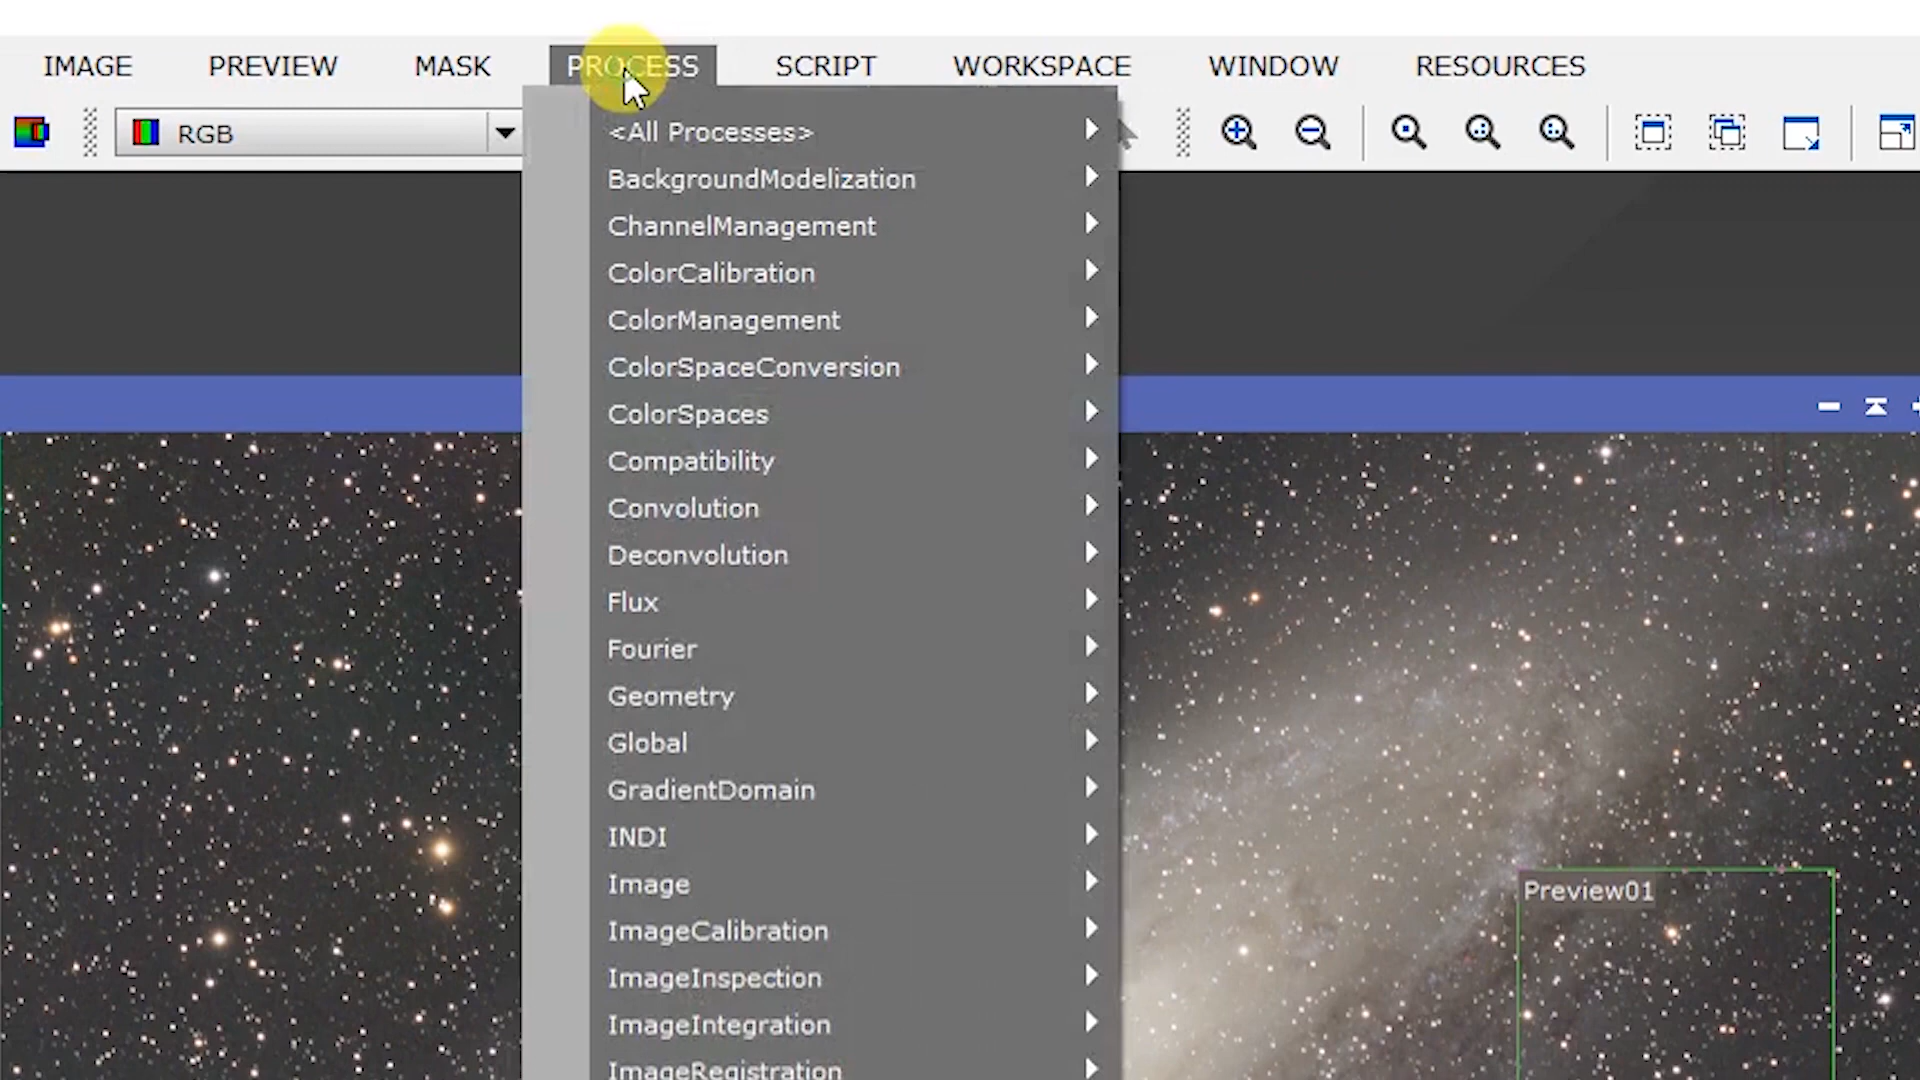 IMAGE PREVIEW MASK PROCESS SCRIPT WORKSPACE WINDOW RESOURCES
RGB
<All Processes>
BackgroundModelization
ChannelManagement
ColorCalibration
ColorManagement
ColorSpaceConversion
ColorSpaces
Compatibility
Convolution
Deconvolution
Flux
Fourier
Geometry
Global
GradientDomain
INDI
Image
ImageCalibration
ImageInspection
ImageIntegration
ImageRegistration
Preview01